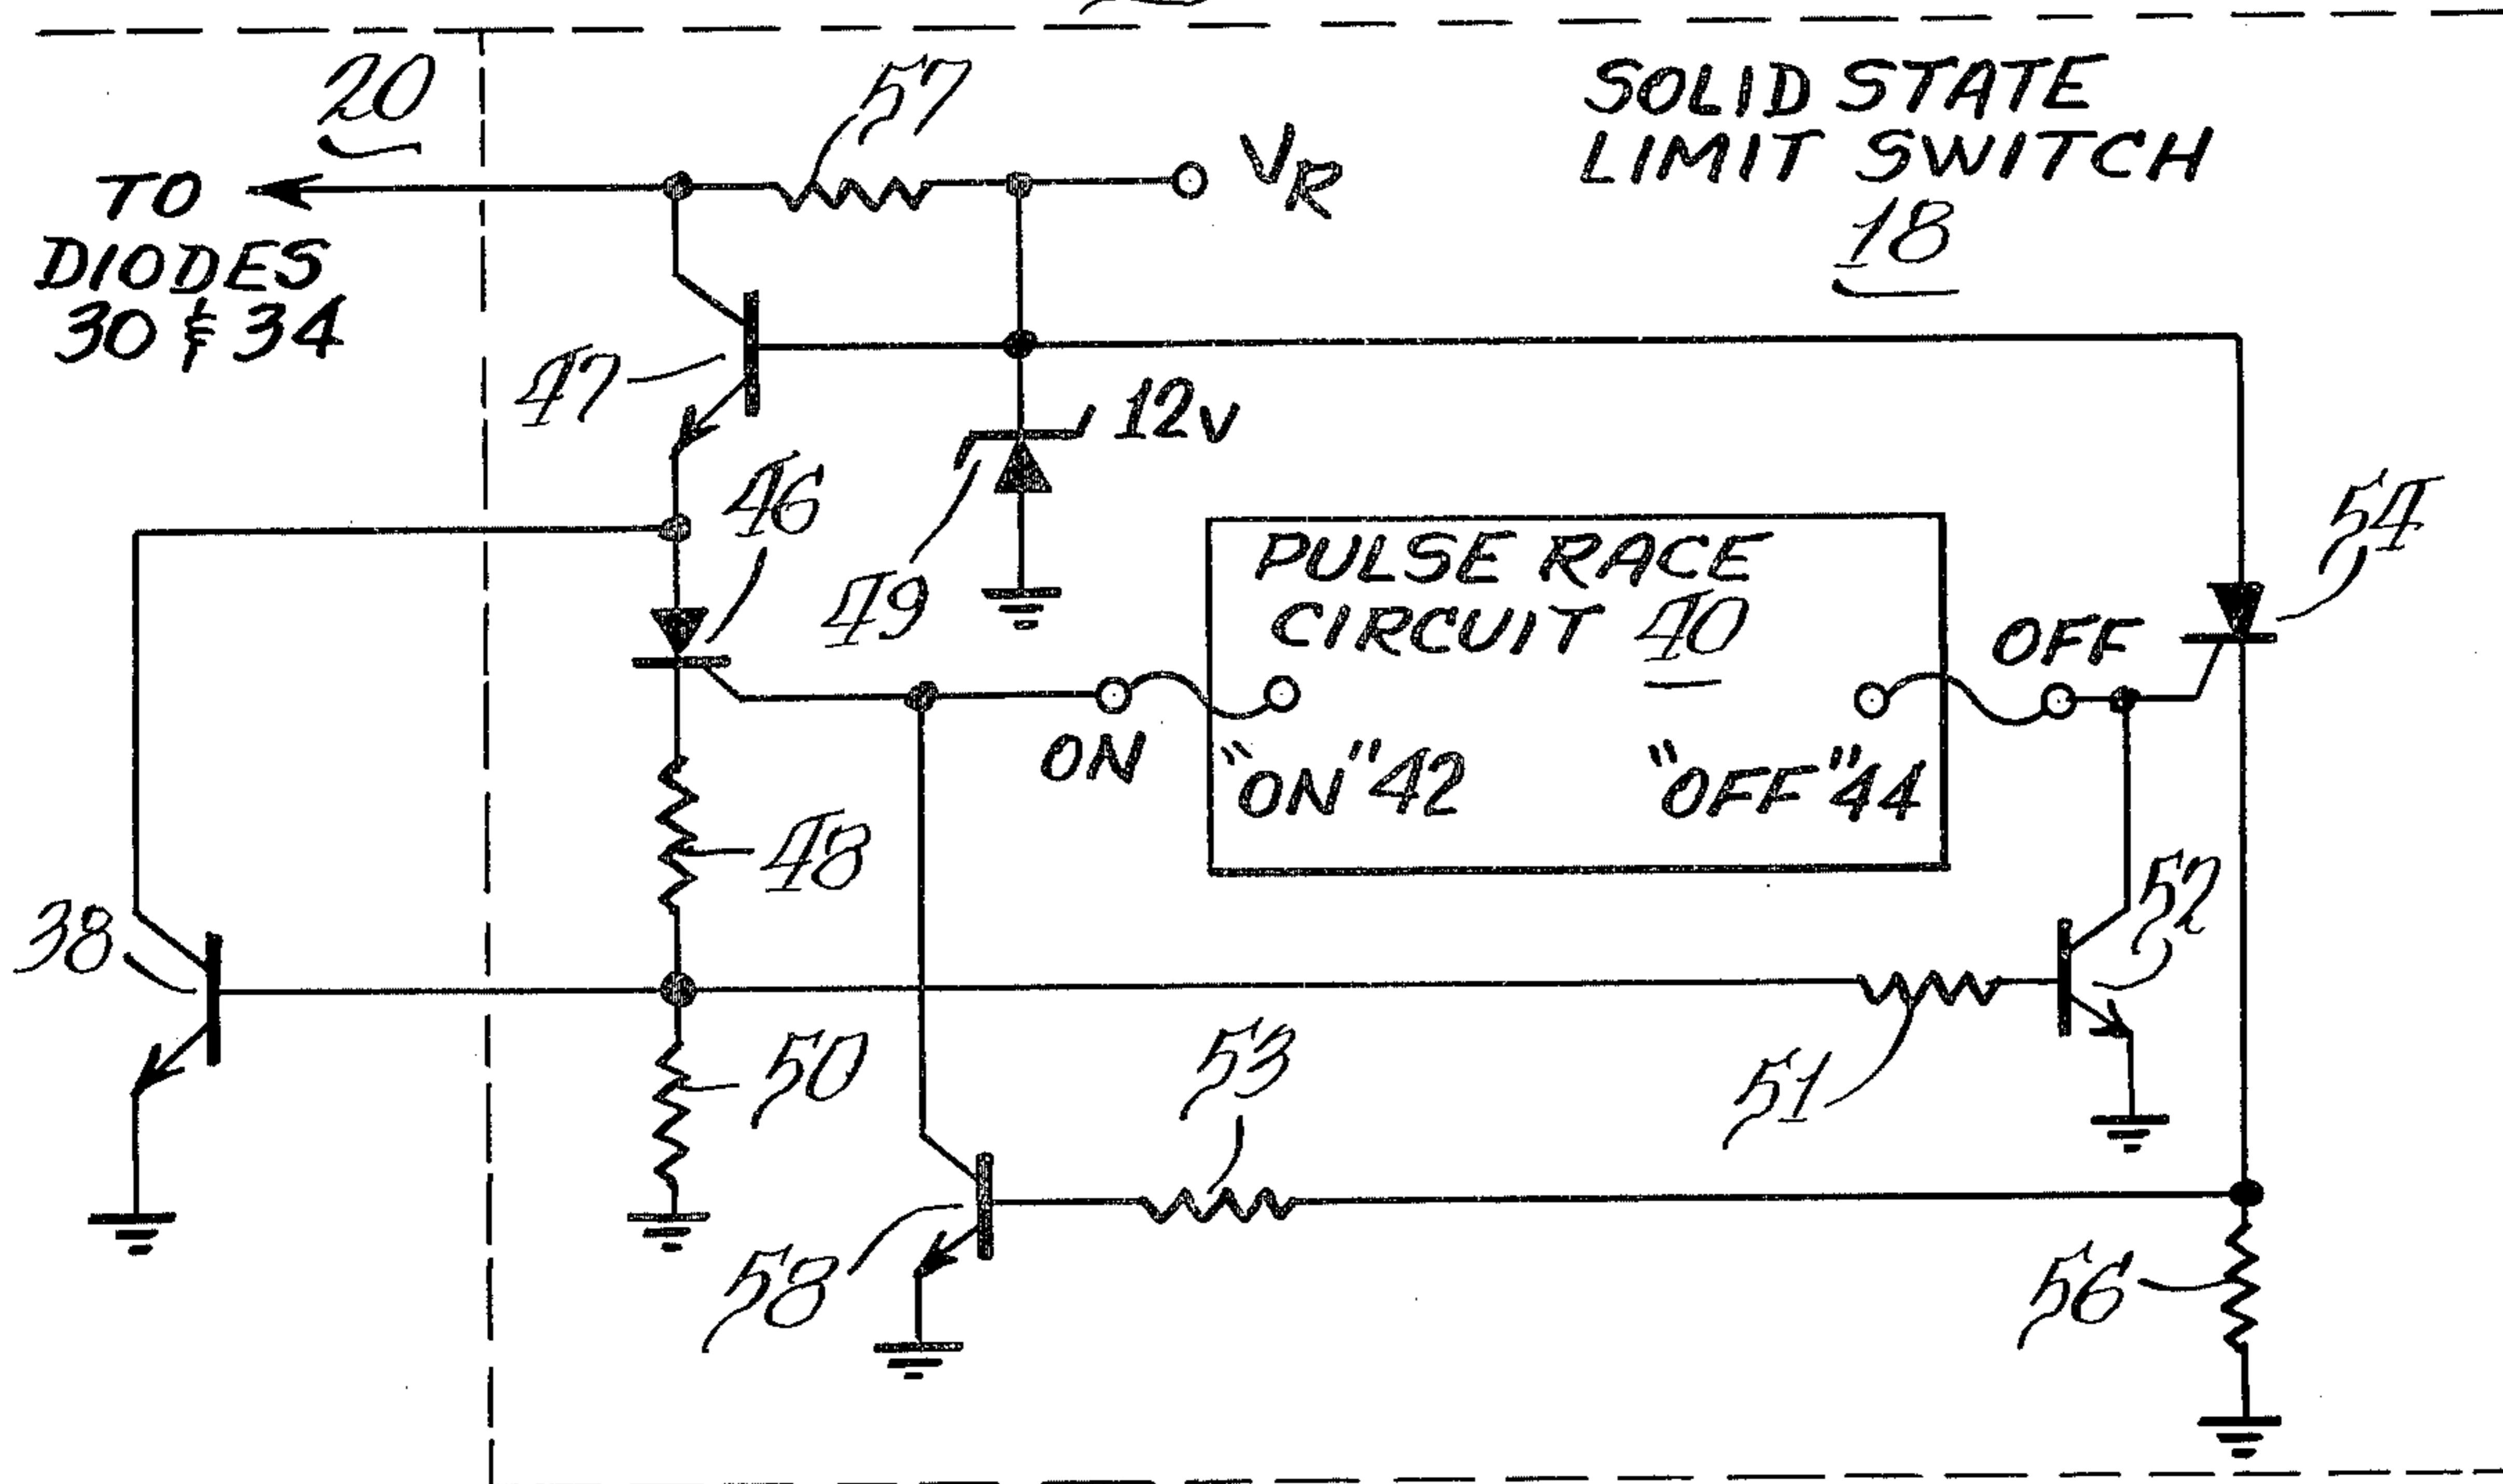 20
57
SOLID STATE
LIMIT SWITCH
18
VR
TO
DIODES
30 & 34
47
12V
46
49
54
PULSE RACE
CIRCUIT 40
OFF
ON
"ON" 42
"OFF" 44
48
38
52
50
53
51
58
56